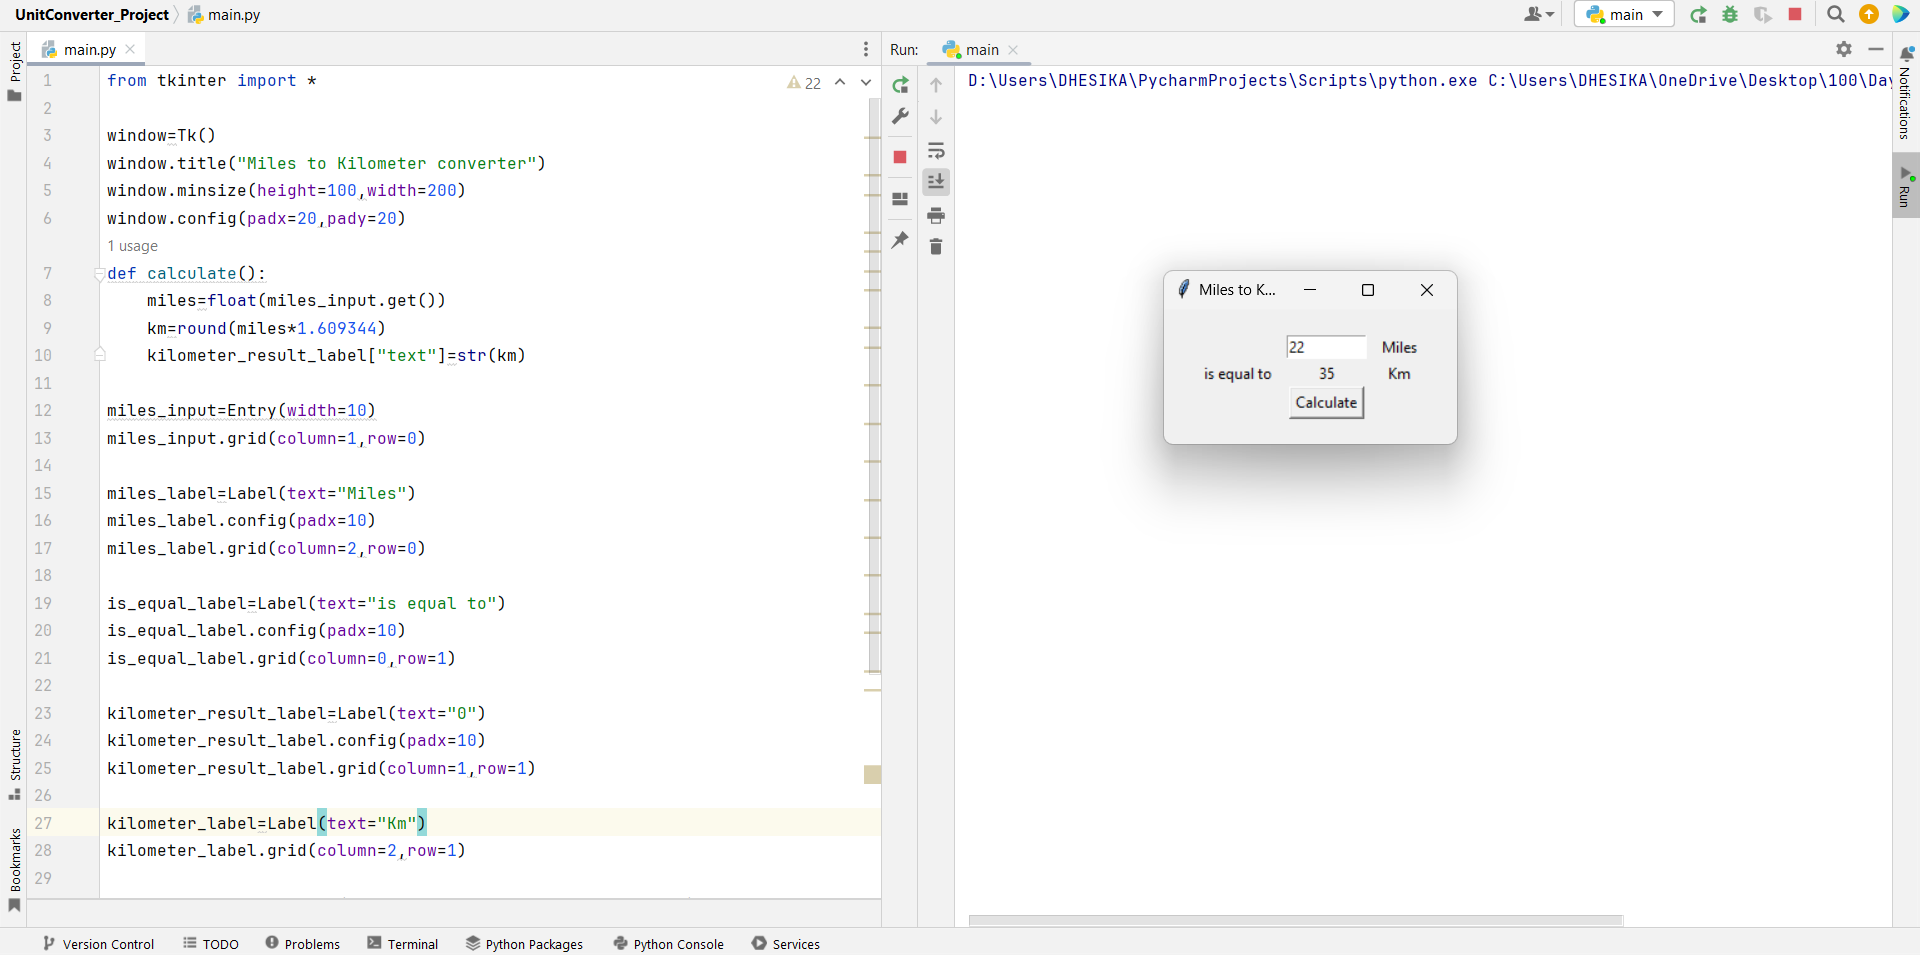 UnitConverter_Project main.py
main
Project
main.py
22
1 from tkinter import *
2
3 window=Tk()
4 window.title("Miles to Kilometer converter")
5 window.minsize(height=100,width=200)
6 window.config(padx=20,pady=20)
1 usage
7 def calculate():
8     miles=float(miles_input.get())
9     km=round(miles*1.609344)
10     kilometer_result_label["text"]=str(km)
11
12 miles_input=Entry(width=10)
13 miles_input.grid(column=1,row=0)
14
15 miles_label=Label(text="Miles")
16 miles_label.config(padx=10)
17 miles_label.grid(column=2,row=0)
18
19 is_equal_label=Label(text="is equal to")
20 is_equal_label.config(padx=10)
21 is_equal_label.grid(column=0,row=1)
22
23 kilometer_result_label=Label(text="0")
24 kilometer_result_label.config(padx=10)
25 kilometer_result_label.grid(column=1,row=1)
26
27 kilometer_label=Label(text="Km")
28 kilometer_label.grid(column=2,row=1)
29
Structure
Bookmarks
Run: main
D:\Users\DHESIKA\PycharmProjects\Scripts\python.exe C:\Users\DHESIKA\OneDrive\Desktop\100\Day
Miles to K...
22 Miles
is equal to 35 Km
Calculate
Notifications
Run
Version Control TODO Problems Terminal Python Packages Python Console Services